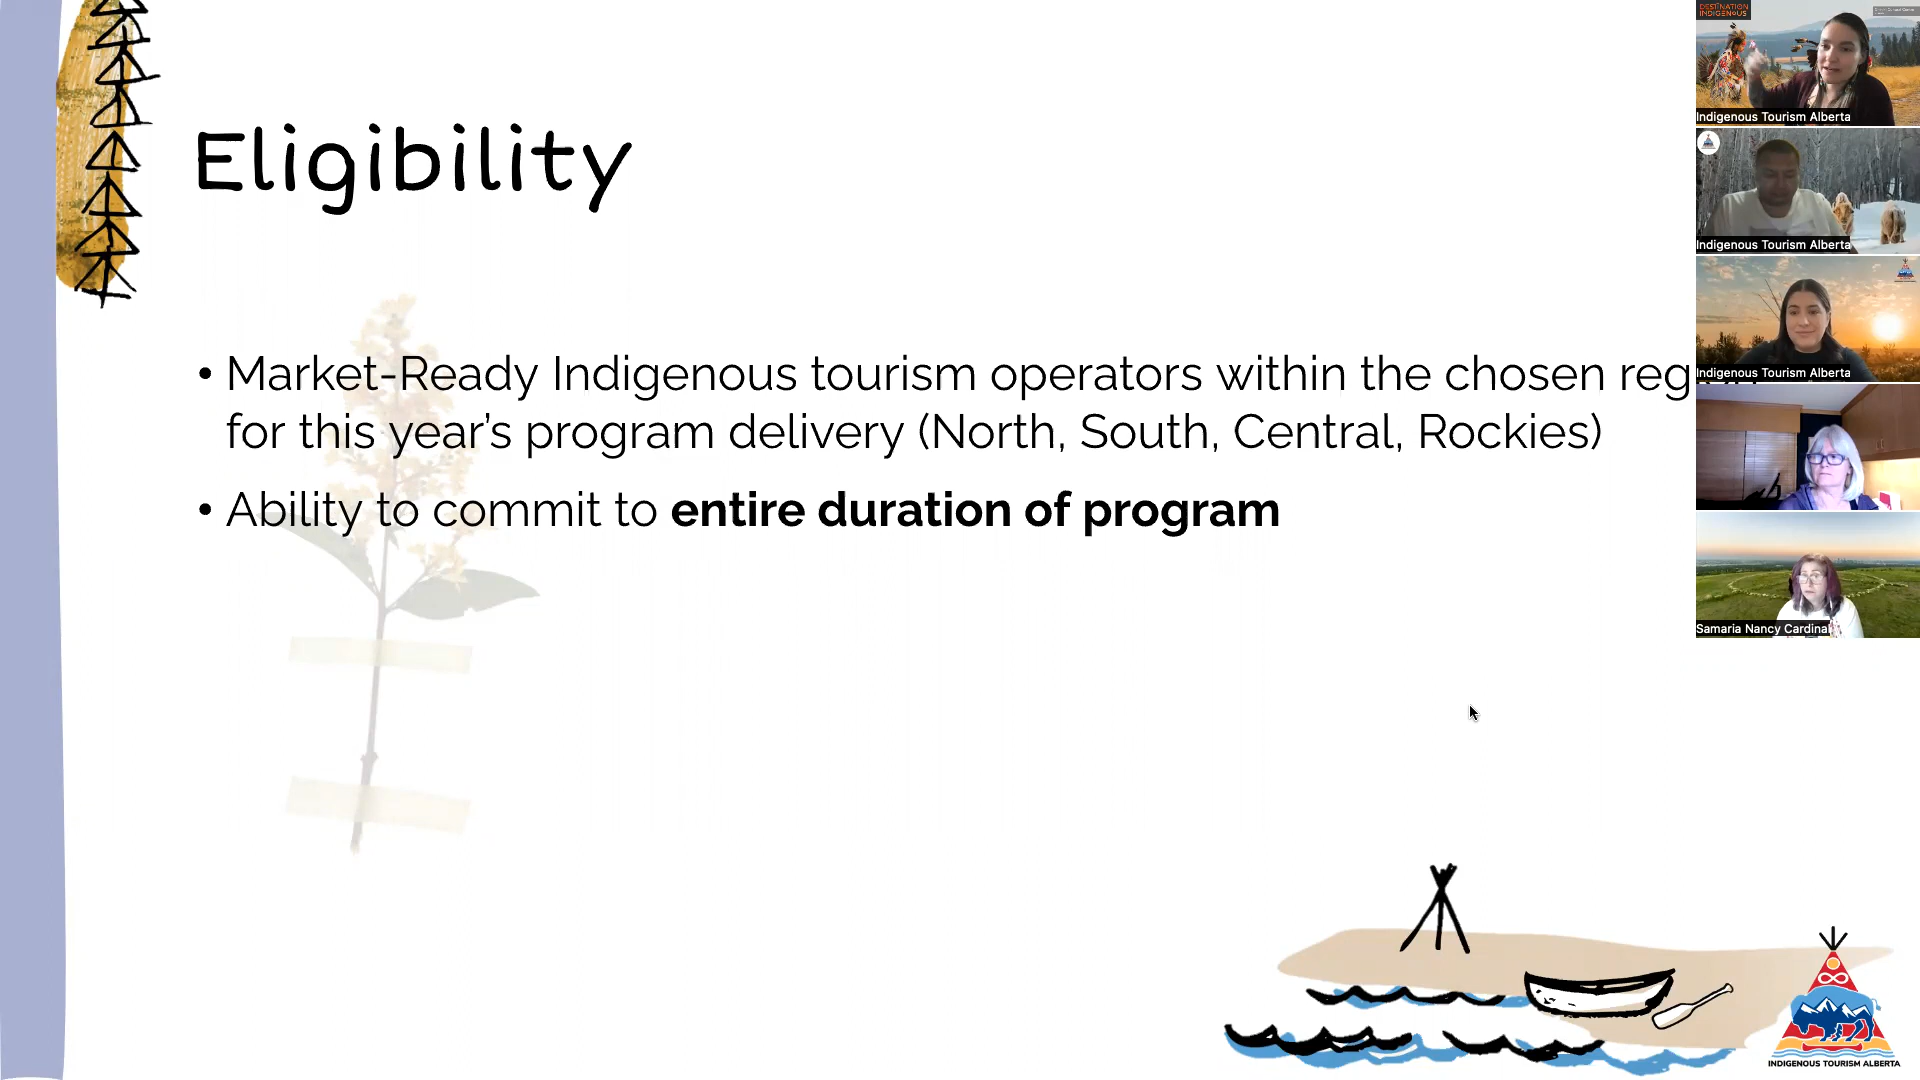 Eligibility
• Market-Ready Indigenous tourism operators within the chosen
for this year’s program delivery (North, South, Central, Rockies)
• Ability to commit to entire duration of program
DESTINATION
INDIGENOUS
Indigenous Tourism Alberta
Indigenous Tourism Alberta
Indigenous Tourism Alberta
Samaria Nancy Cardinal
INDIGENOUS TOURISM ALBERTA